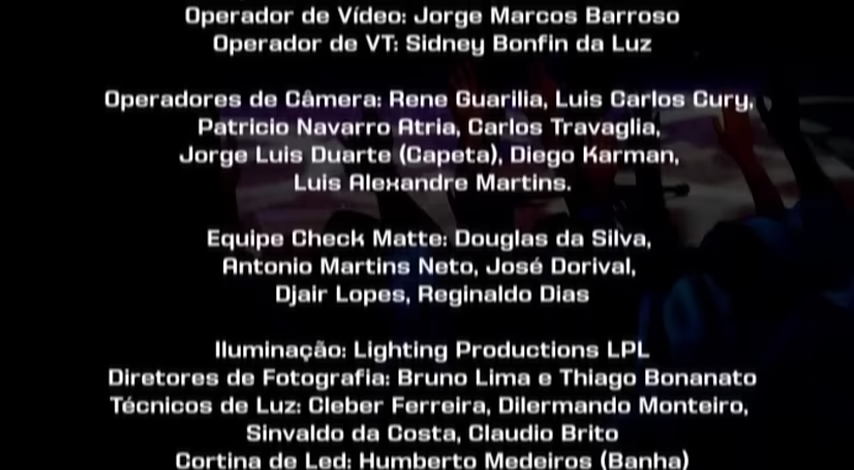 Operador de Vídeo: Jorge Marcos Barroso
Operador de VT: Sidney Bonfin da Luz
Operadores de Câmera: Rene Guarilia, Luis Carlos Cury,
Patricio Navarro Atria, Carlos Travaglia,
Jorge Luis Duarte (Capeta), Diego Karman,
Luis Alexandre Martins.
Equipe Check Matte: Douglas da Silva,
Antonio Martins Neto, José Dorival,
Djair Lopes, Reginaldo Dias
Iluminação: Lighting Productions LPL
Diretores de Fotografia: Bruno Lima e Thiago Bonanato
Técnicos de Luz: Cleber Ferreira, Dilermando Monteiro,
Sinvaldo da Costa, Claudio Brito
Cortina de Led: Humberto Medeiros (Banha)